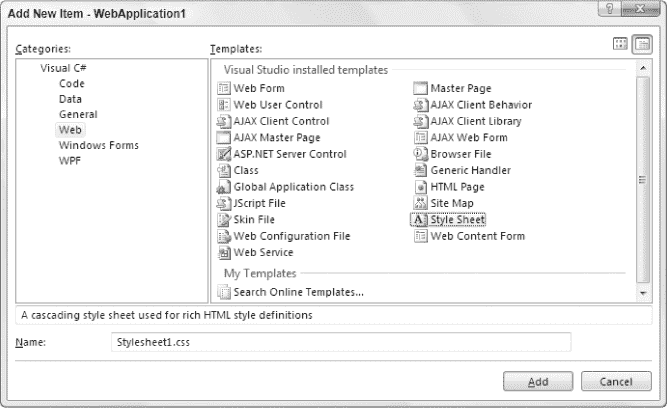 Add New Item - WebApplication1
Categories:
Visual C#
Code
Data
General
Web
Windows Forms
WPF
Templates:
Visual Studio installed templates
Web Form
Web User Control
AJAX Client Control
AJAX Master Page
ASP.NET Server Control
Class
Global Application Class
JScript File
Skin File
Web Configuration File
Web Service
Master Page
AJAX Client Behavior
AJAX Client Library
AJAX Web Form
Browser File
Generic Handler
HTML Page
Site Map
Style Sheet
Web Content Form
My Templates
Search Online Templates...
A cascading style sheet used for rich HTML style definitions
Name:
Stylesheet1.css
Add
Cancel